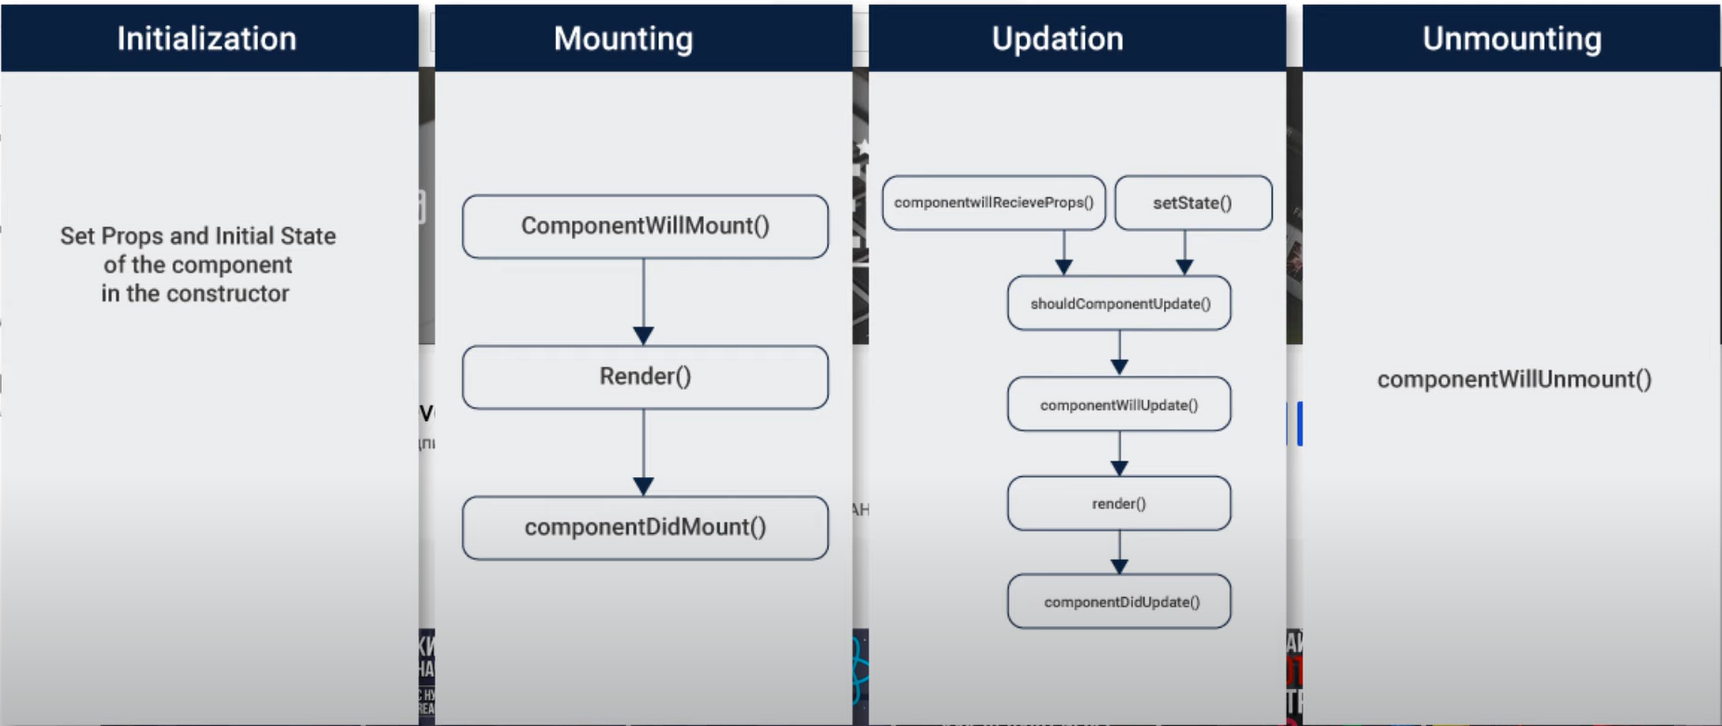 Initialization
Set Props and Initial State
of the component
in the constructor
Mounting
ComponentWillMount()
Render()
componentDidMount()
Updation
componentwillRecieveProps()
setState()
shouldComponentUpdate()
componentWillUpdate()
render()
componentDidUpdate()
Unmounting
componentWillUnmount()